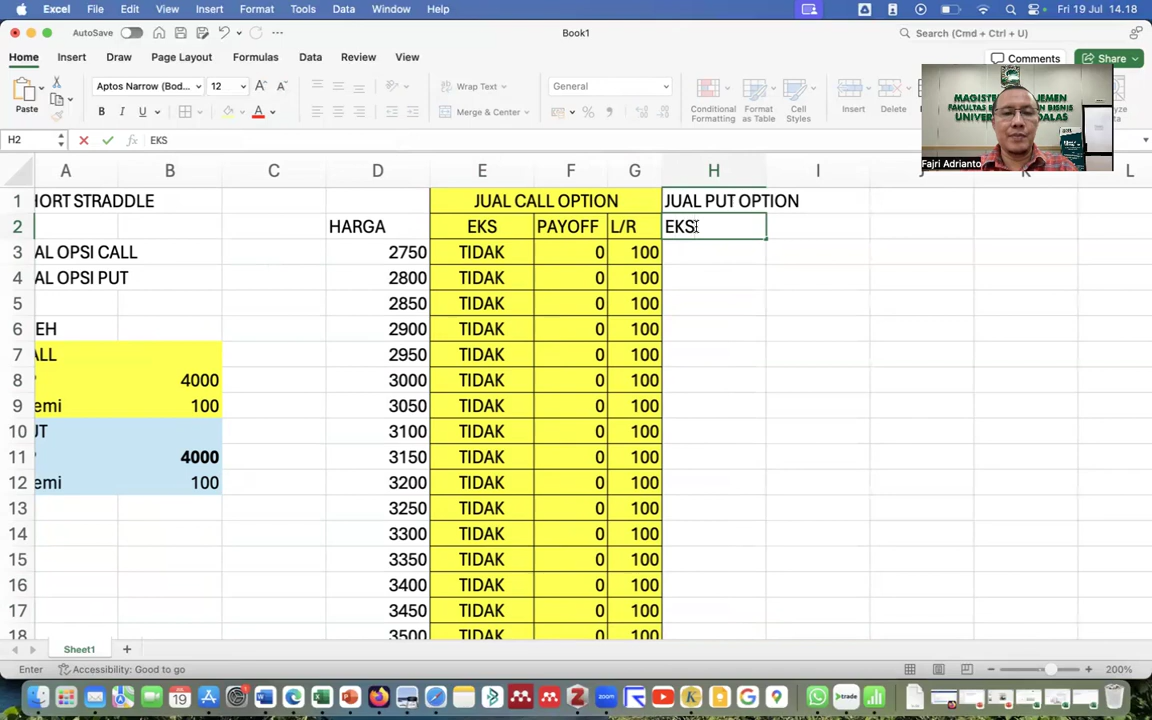 Excel File Edit View Insert Format Tools Data Window Help Fri 19 Jul 14.18
AutoSave Book1 Search (Cmd + Ctrl + U)
Home Insert Draw Page Layout Formulas Data Review View Comments Share
Paste Aptos Narrow (Bod... 12 Wrap Text General Insert Delete
B I U Merge & Center Conditional Formatting Format as Table Cell Styles
MAGISTER MANAJEMEN
FAKULTAS EKONOMI DAN BISNIS
Fajri Adrianto
H2 EKS
A B C D E F G H I L
1 HORT STRADDLE JUAL CALL OPTION JUAL PUT OPTION
2 HARGA EKS PAYOFF L/R EKS
3 AL OPSI CALL 2750 TIDAK 0 100
4 AL OPSI PUT 2800 TIDAK 0 100
5 2850 TIDAK 0 100
6 EH 2900 TIDAK 0 100
7 ALL 2950 TIDAK 0 100
8 4000 3000 TIDAK 0 100
9 emi 100 3050 TIDAK 0 100
10 UT 3100 TIDAK 0 100
11 4000 3150 TIDAK 0 100
12 emi 100 3200 TIDAK 0 100
13 3250 TIDAK 0 100
14 3300 TIDAK 0 100
15 3350 TIDAK 0 100
16 3400 TIDAK 0 100
17 3450 TIDAK 0 100
18 3500 TIDAK 0 100
Sheet1
Enter Accessibility: Good to go 200%